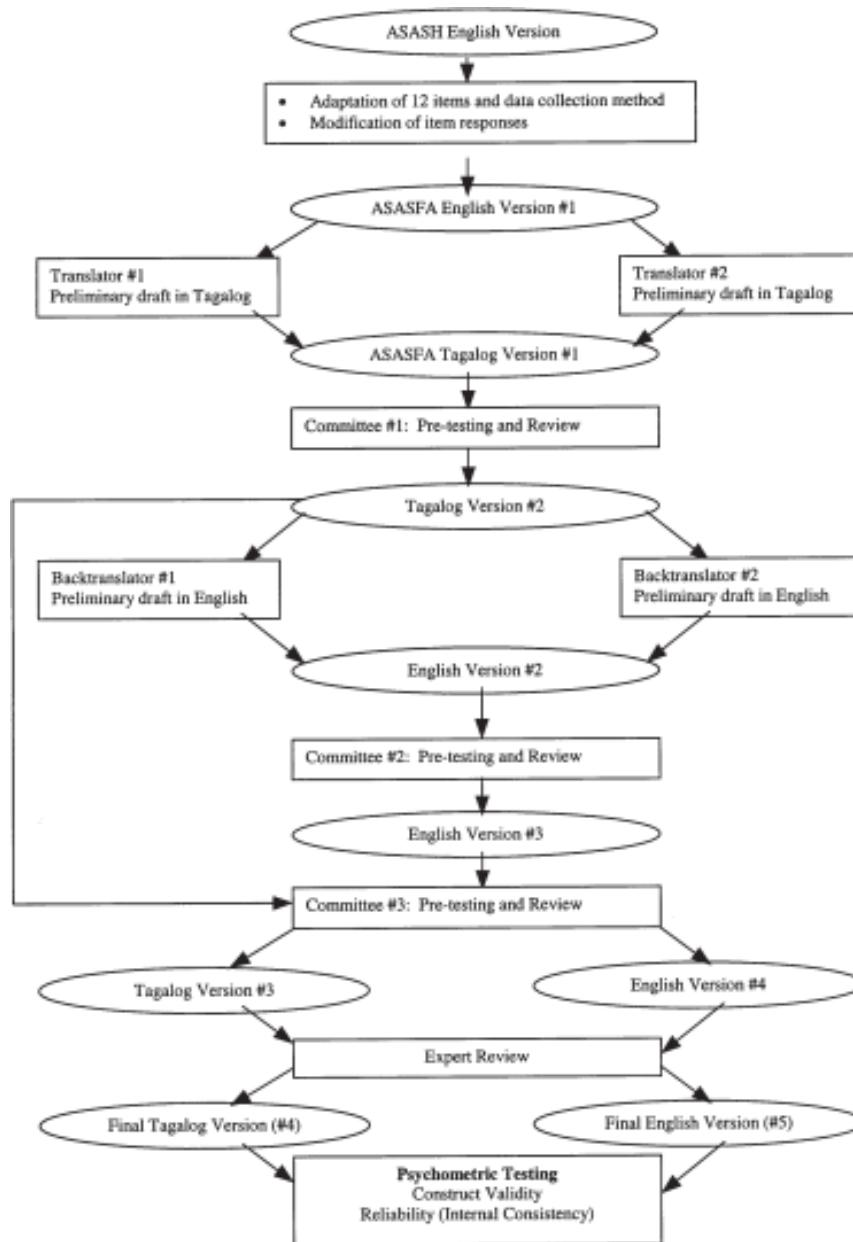 ASASH English Version
• Adaptation of 12 items and data collection method
• Modification of item responses
ASASFA English Version #1
Translator #1
Preliminary draft in Tagalog
Translator #2
Preliminary draft in Tagalog
ASASFA Tagalog Version #1
Committee #1: Pre-testing and Review
Tagalog Version #2
Backtranslator #1
Preliminary draft in English
Backtranslator #2
Preliminary draft in English
English Version #2
Committee #2: Pre-testing and Review
English Version #3
Committee #3: Pre-testing and Review
Tagalog Version #3
English Version #4
Expert Review
Final Tagalog Version (#4)
Final English Version (#5)
Psychometric Testing
Construct Validity
Reliability (Internal Consistency)